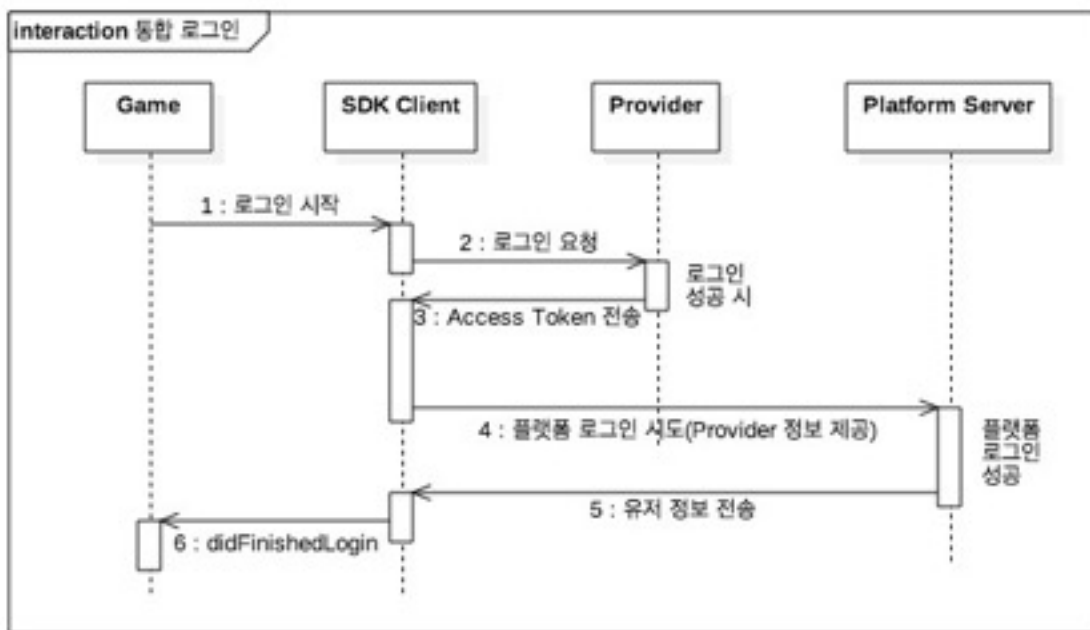 interaction 통합 로그인
Game
SDK Client
Provider
Platform Server
1 : 로그인 시작
2 : 로그인 요청
로그인
성공 시
3 : Access Token 전송
4 : 플랫폼 로그인 시도(Provider 정보 제공)
플랫폼
로그인
성공
5 : 유저 정보 전송
6 : didFinishedLogin